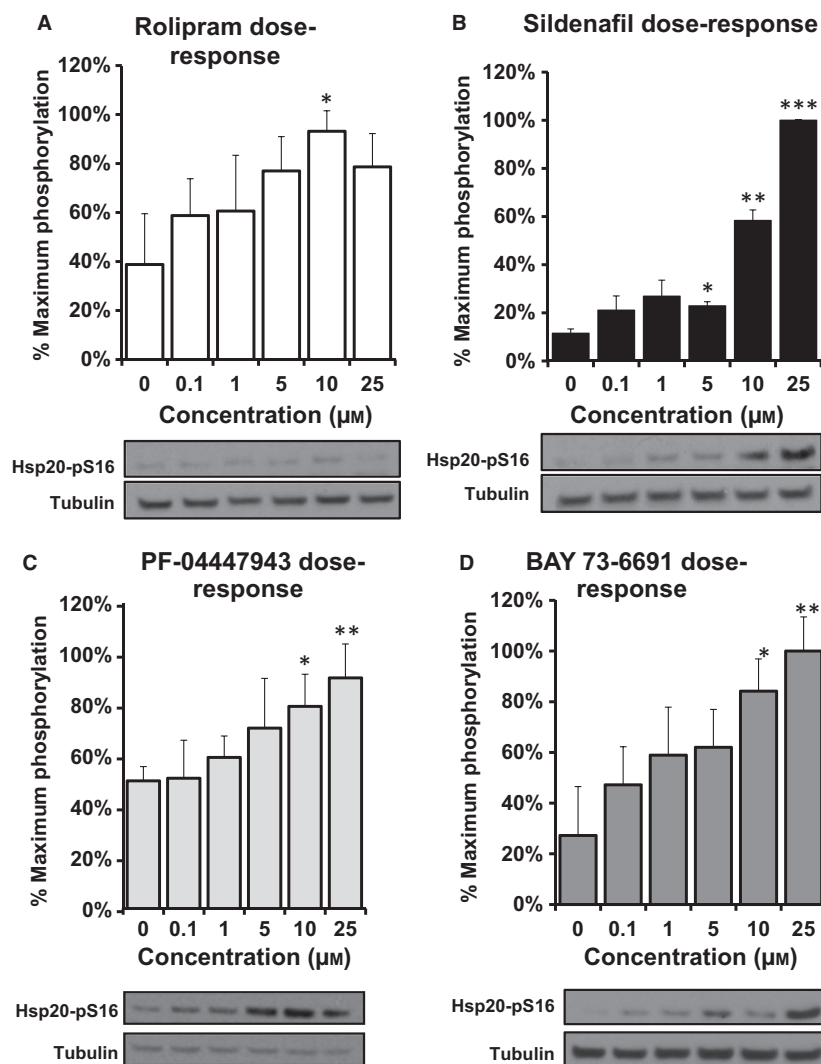 A
Rolipram dose-
response
120%
100%
80%
60%
40%
20%
0%
% Maximum phosphorylation
*
0 0.1 1 5 10 25
Concentration (µM)
Hsp20-pS16
Tubulin
B
Sildenafil dose-response
120%
100%
80%
60%
40%
20%
0%
% Maximum phosphorylation
* ** ***
0 0.1 1 5 10 25
Concentration (µM)
Hsp20-pS16
Tubulin
C
PF-04447943 dose-
response
120%
100%
80%
60%
40%
20%
0%
% Maximum phosphorylation
* **
0 0.1 1 5 10 25
Concentration (µM)
Hsp20-pS16
Tubulin
D
BAY 73-6691 dose-
response
120%
100%
80%
60%
40%
20%
0%
% Maximum phosphorylation
* **
0 0.1 1 5 10 25
Concentration (µM)
Hsp20-pS16
Tubulin